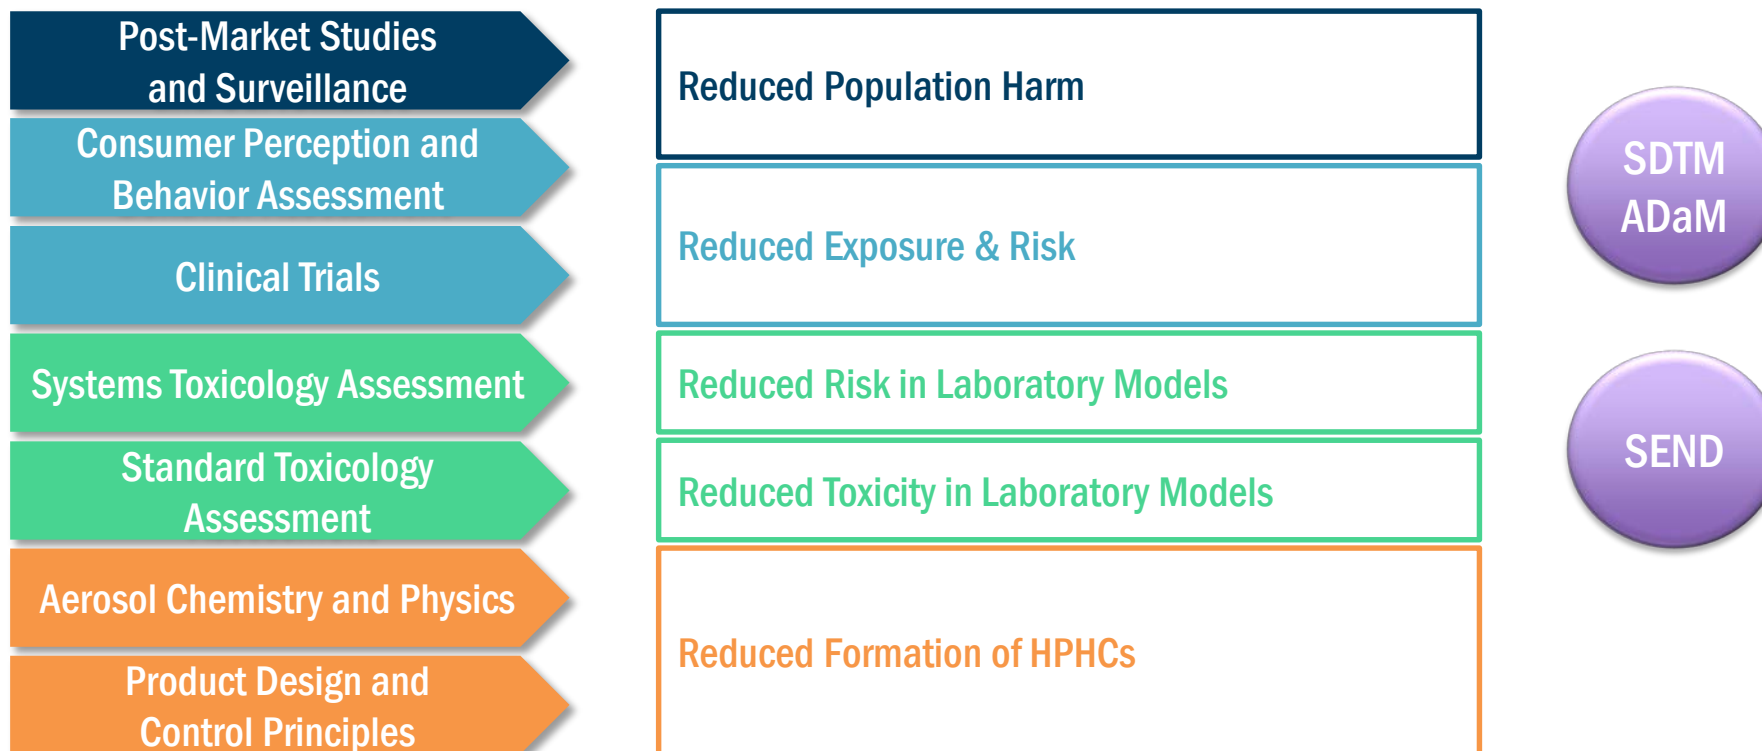 Post-Market Studies
and Surveillance
Reduced Population Harm
Consumer Perception and
Behavior Assessment
Clinical Trials
Reduced Exposure & Risk
Systems Toxicology Assessment
Reduced Risk in Laboratory Models
Standard Toxicology
Assessment
Reduced Toxicity in Laboratory Models
Aerosol Chemistry and Physics
Product Design and
Control Principles
Reduced Formation of HPHCs
SDTM
ADaM
SEND